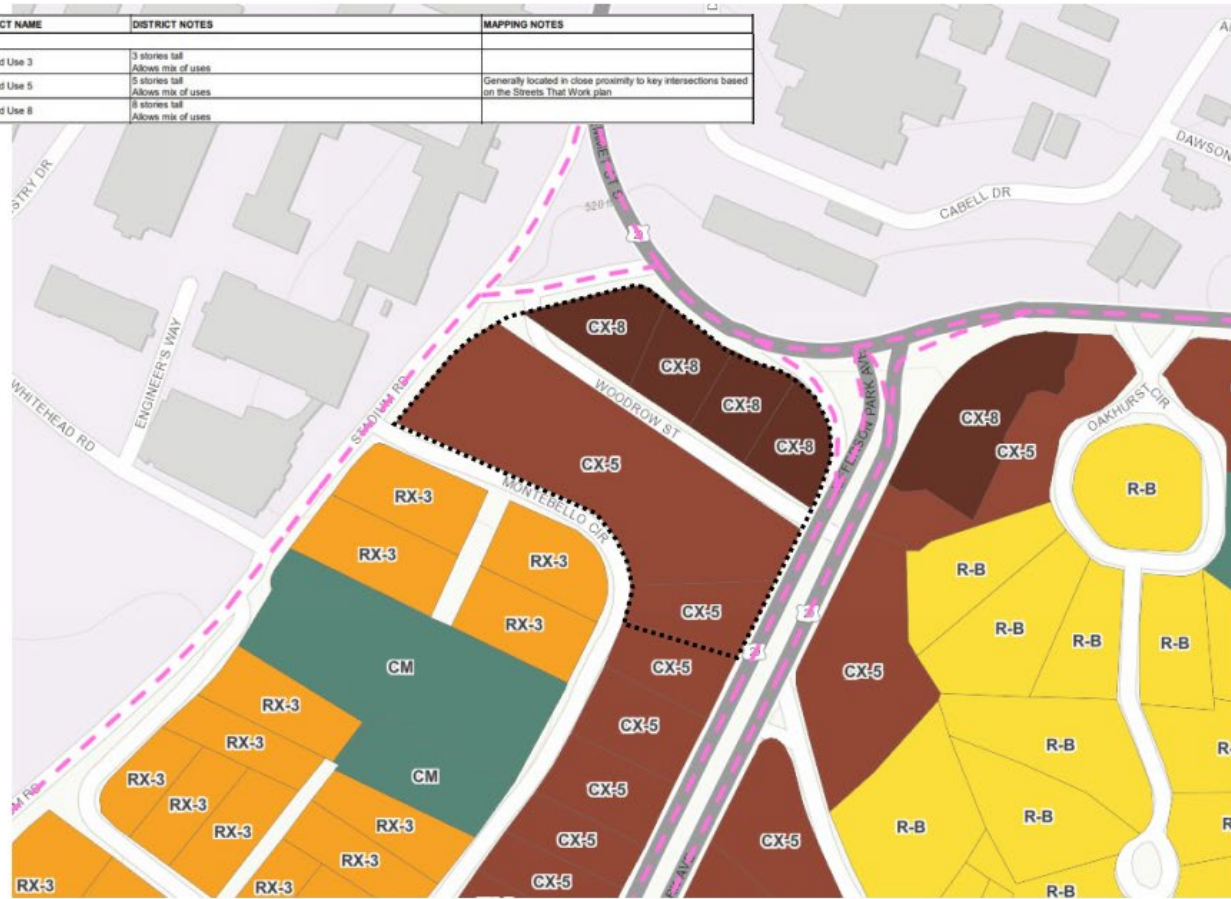 CT NAME
DISTRICT NOTES
MAPPING NOTES
d Use 3
3 stories tall
Allows mix of uses
d Use 5
5 stories tall
Allows mix of uses
Generally located in close proximity to key intersections based
on the Streets That Work plan
d Use 8
8 stories tall
Allows mix of uses
STRY DR
DAWSON
CABELL DR
ENGINEER'S WAY
WHITEHEAD RD
STADIUM RD
CX-8
CX-8
CX-8
CX-8
WOODROW ST
CX-5
MONTEBELLO CIR
CX-5
FFERSON PARK AVE
CX-8
CX-5
OAKHURST CIR
R-B
RX-3
RX-3
RX-3
RX-3
R-B
R-B
R-B
R-B
CM
CX-5
CX-5
RX-3
CX-5
RX-3
R-B
R-
CM
CX-5
RX-3
RX-3
RX-3
RX-3
R-B
R-B
CX-5
CX-5
RX-3
CX-5
RX-3
RX-3
R-B
M RD